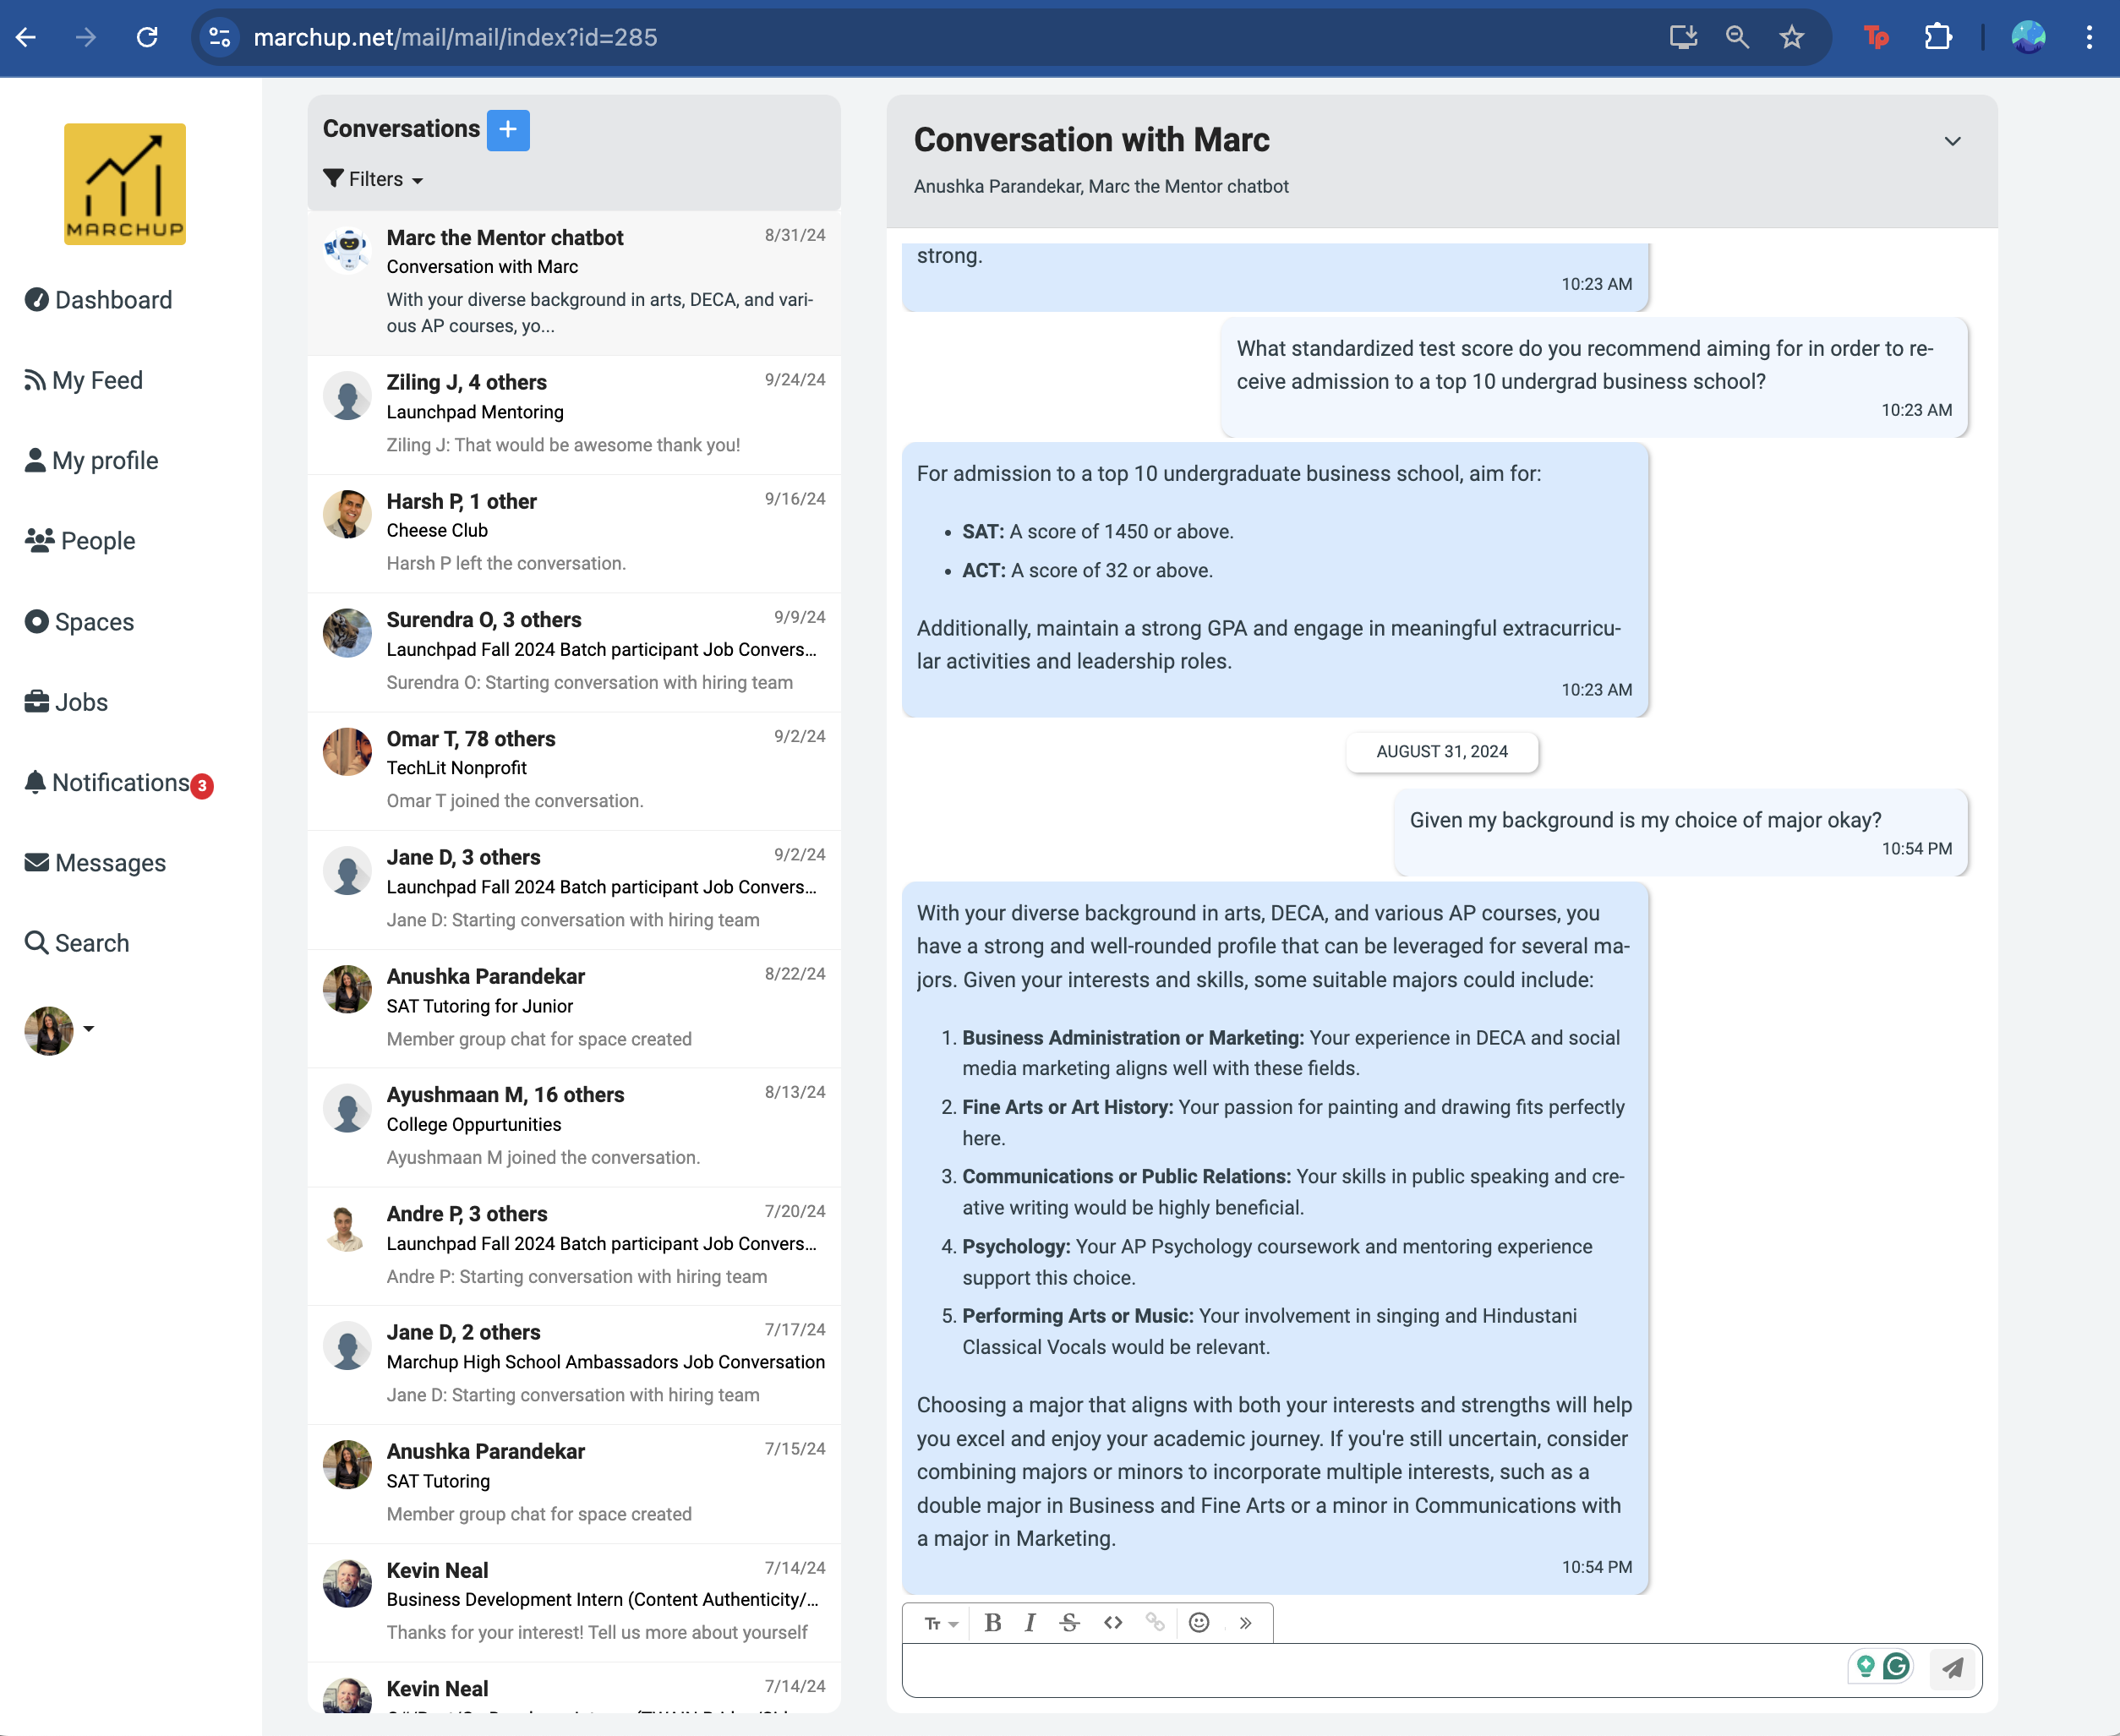 marchup.net/mail/mail/index?id=285
Tp
MARCHUP
Dashboard
My Feed
My profile
People
Spaces
Jobs
Notifications 3
Messages
Search
Conversations +
Filters
Marc the Mentor chatbot 8/31/24
Conversation with Marc
With your diverse background in arts, DECA, and vari-
ous AP courses, yo...
Ziling J, 4 others 9/24/24
Launchpad Mentoring
Ziling J: That would be awesome thank you!
Harsh P, 1 other 9/16/24
Cheese Club
Harsh P left the conversation.
Surendra O, 3 others 9/9/24
Launchpad Fall 2024 Batch participant Job Convers...
Surendra O: Starting conversation with hiring team
Omar T, 78 others 9/2/24
TechLit Nonprofit
Omar T joined the conversation.
Jane D, 3 others 9/2/24
Launchpad Fall 2024 Batch participant Job Convers...
Jane D: Starting conversation with hiring team
Anushka Parandekar 8/22/24
SAT Tutoring for Junior
Member group chat for space created
Ayushmaan M, 16 others 8/13/24
College Oppurtunities
Ayushmaan M joined the conversation.
Andre P, 3 others 7/20/24
Launchpad Fall 2024 Batch participant Job Convers...
Andre P: Starting conversation with hiring team
Jane D, 2 others 7/17/24
Marchup High School Ambassadors Job Conversation
Jane D: Starting conversation with hiring team
Anushka Parandekar 7/15/24
SAT Tutoring
Member group chat for space created
Kevin Neal 7/14/24
Business Development Intern (Content Authenticity/...
Thanks for your interest! Tell us more about yourself
Kevin Neal 7/14/24
Conversation with Marc
Anushka Parandekar, Marc the Mentor chatbot
strong.
10:23 AM
What standardized test score do you recommend aiming for in order to re-
ceive admission to a top 10 undergrad business school?
10:23 AM
For admission to a top 10 undergraduate business school, aim for:
• SAT: A score of 1450 or above.
• ACT: A score of 32 or above.
Additionally, maintain a strong GPA and engage in meaningful extracurricu-
lar activities and leadership roles.
10:23 AM
AUGUST 31, 2024
Given my background is my choice of major okay?
10:54 PM
With your diverse background in arts, DECA, and various AP courses, you
have a strong and well-rounded profile that can be leveraged for several ma-
jors. Given your interests and skills, some suitable majors could include:
1. Business Administration or Marketing: Your experience in DECA and social
media marketing aligns well with these fields.
2. Fine Arts or Art History: Your passion for painting and drawing fits perfectly
here.
3. Communications or Public Relations: Your skills in public speaking and cre-
ative writing would be highly beneficial.
4. Psychology: Your AP Psychology coursework and mentoring experience
support this choice.
5. Performing Arts or Music: Your involvement in singing and Hindustani
Classical Vocals would be relevant.
Choosing a major that aligns with both your interests and strengths will help
you excel and enjoy your academic journey. If you're still uncertain, consider
combining majors or minors to incorporate multiple interests, such as a
double major in Business and Fine Arts or a minor in Communications with
a major in Marketing.
10:54 PM
TT B I S <> »
G